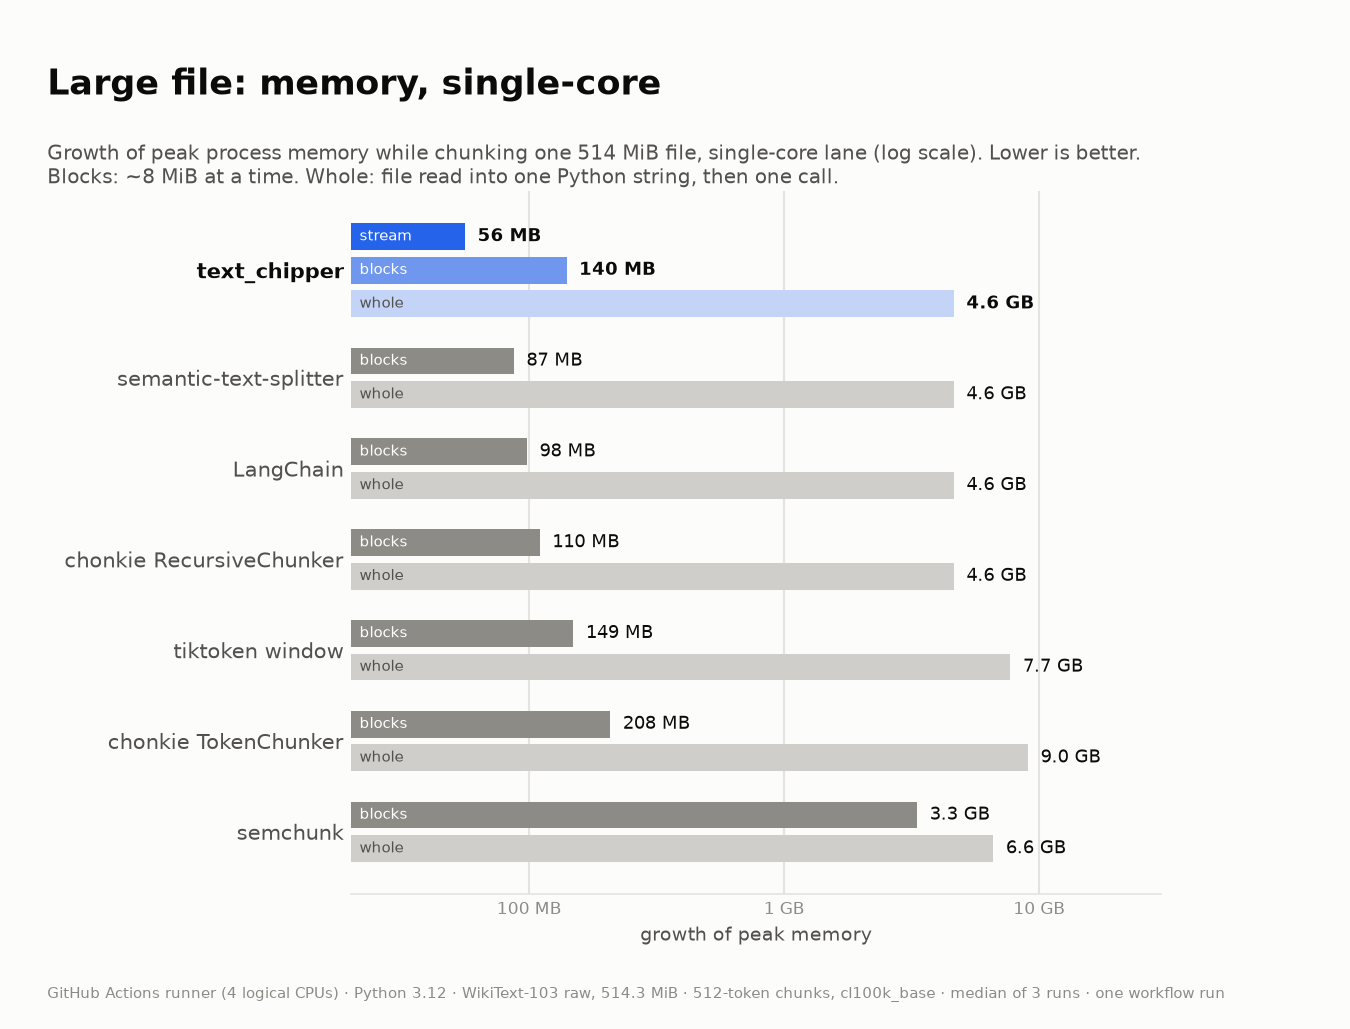 Large file: memory, single-core
Growth of peak process memory while chunking one 514 MiB file, single-core lane (log scale). Lower is better.
Blocks: ~8 MiB at a time. Whole: file read into one Python string, then one call.
text_chipper
stream 56 MB
blocks 140 MB
whole 4.6 GB
semantic-text-splitter
blocks 87 MB
whole 4.6 GB
LangChain
blocks 98 MB
whole 4.6 GB
chonkie RecursiveChunker
blocks 110 MB
whole 4.6 GB
tiktoken window
blocks 149 MB
whole 7.7 GB
chonkie TokenChunker
blocks 208 MB
whole 9.0 GB
semchunk
blocks 3.3 GB
whole 6.6 GB
100 MB 1 GB 10 GB
growth of peak memory
GitHub Actions runner (4 logical CPUs) · Python 3.12 · WikiText-103 raw, 514.3 MiB · 512-token chunks, cl100k_base · median of 3 runs · one workflow run